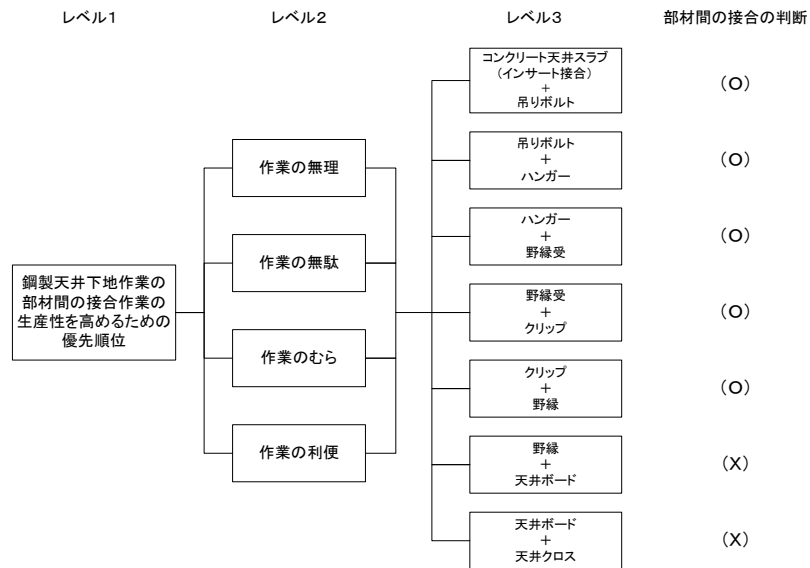 レベル1
レベル2
レベル3
部材間の接合の判断
鋼製天井下地作業の
部材間の接合作業の
生産性を高めるための
優先順位
作業の無理
作業の無駄
作業のむら
作業の利便
コンクリート天井スラブ
(インサート接合)
+
吊りボルト
(O)
吊りボルト
+
ハンガー
(O)
ハンガー
+
野縁受
(O)
野縁受
+
クリップ
(O)
クリップ
+
野縁
(O)
野縁
+
天井ボード
(X)
天井ボード
+
天井クロス
(X)